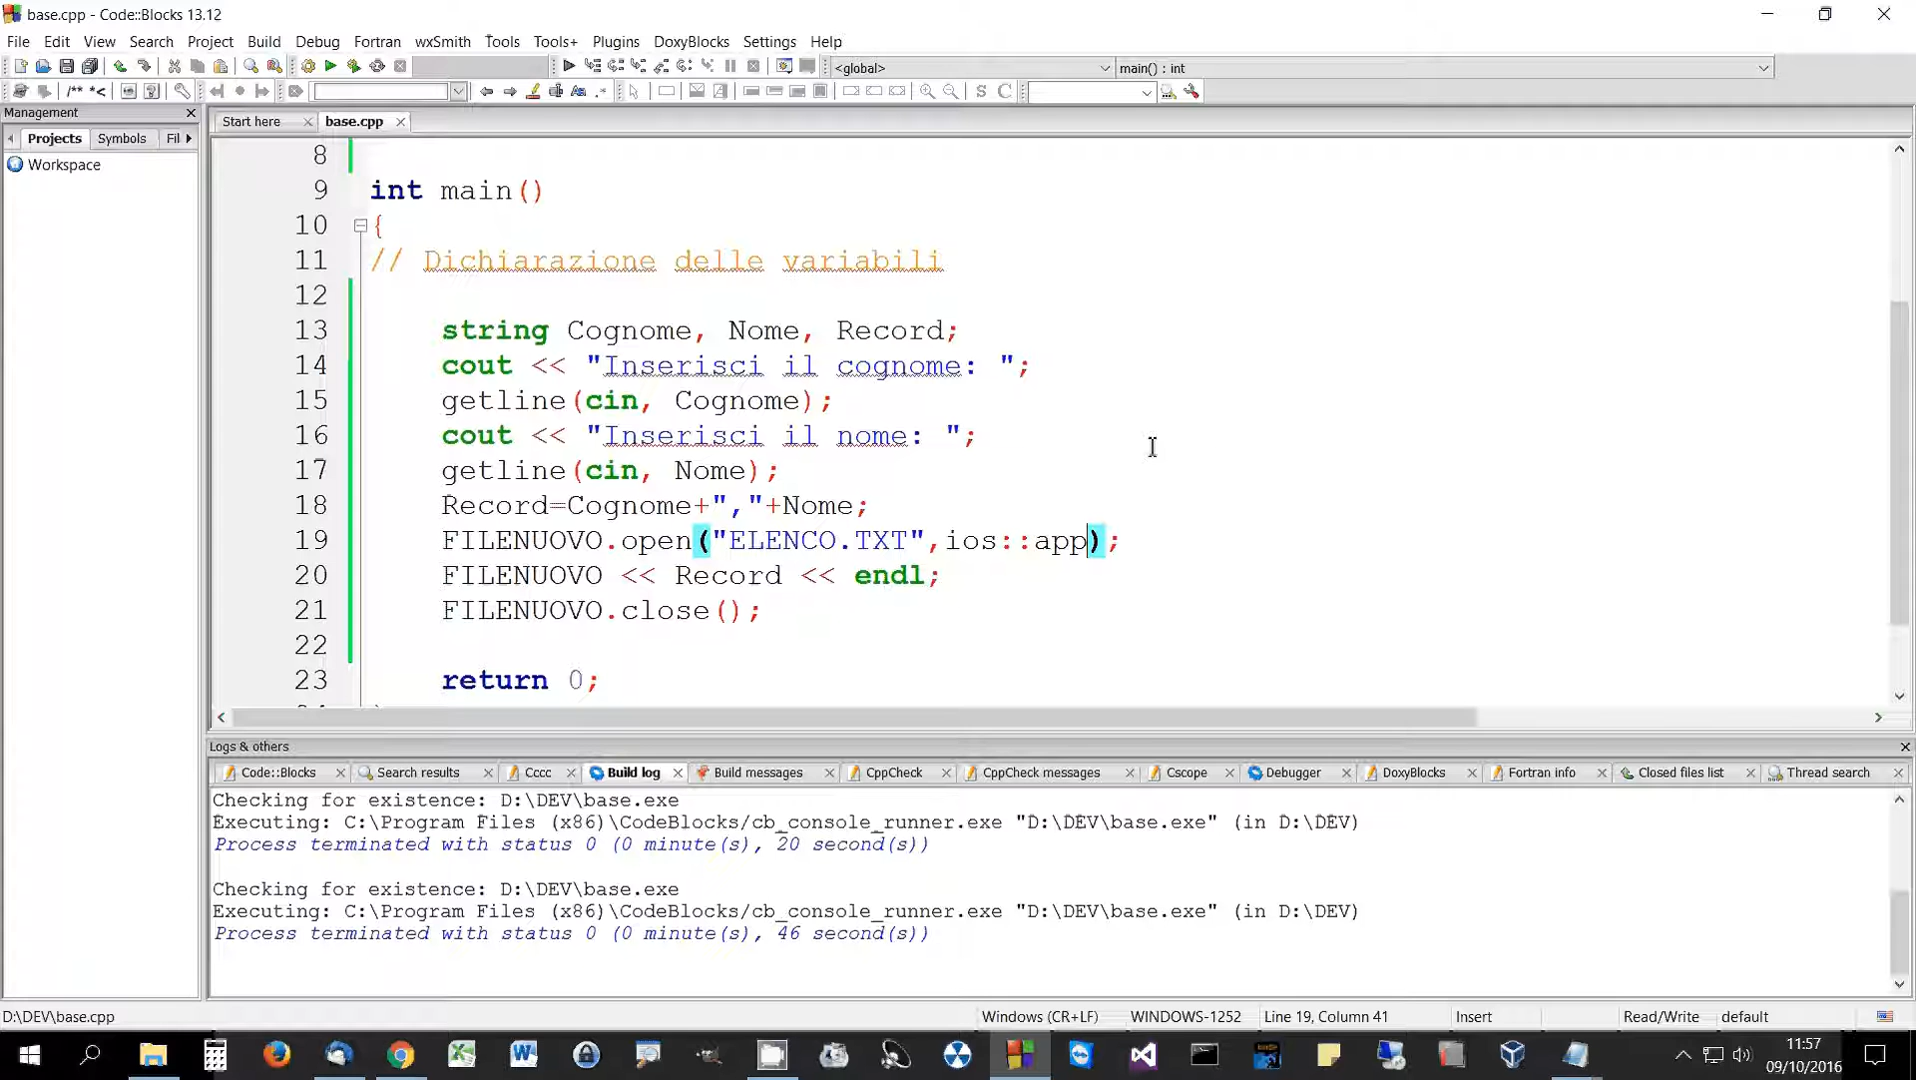 base.cpp - Code::Blocks 13.12
File Edit View Search Project Build Debug Fortran wxSmith Tools Tools+ Plugins DoxyBlocks Settings Help
<global> main() : int
/** *<
S C
Management
Projects Symbols Fil
Workspace
Start here base.cpp
8
9 int main()
10 {
11 // Dichiarazione delle variabili
12
13 string Cognome, Nome, Record;
14 cout << "Inserisci il cognome: ";
15 getline(cin, Cognome);
16 cout << "Inserisci il nome: ";
17 getline(cin, Nome);
18 Record=Cognome+","+Nome;
19 FILENUOVO.open("ELENCO.TXT",ios::app);
20 FILENUOVO << Record << endl;
21 FILENUOVO.close();
22
23 return 0;
Logs & others
Code::Blocks Search results Cccc Build log Build messages CppCheck CppCheck messages Cscope Debugger DoxyBlocks Fortran info Closed files list Thread search
Checking for existence: D:\DEV\base.exe
Executing: C:\Program Files (x86)\CodeBlocks/cb_console_runner.exe "D:\DEV\base.exe" (in D:\DEV)
Process terminated with status 0 (0 minute(s), 20 second(s))
Checking for existence: D:\DEV\base.exe
Executing: C:\Program Files (x86)\CodeBlocks/cb_console_runner.exe "D:\DEV\base.exe" (in D:\DEV)
Process terminated with status 0 (0 minute(s), 46 second(s))
D:\DEV\base.cpp Windows (CR+LF) WINDOWS-1252 Line 19, Column 41 Insert Read/Write default
11:57
09/10/2016